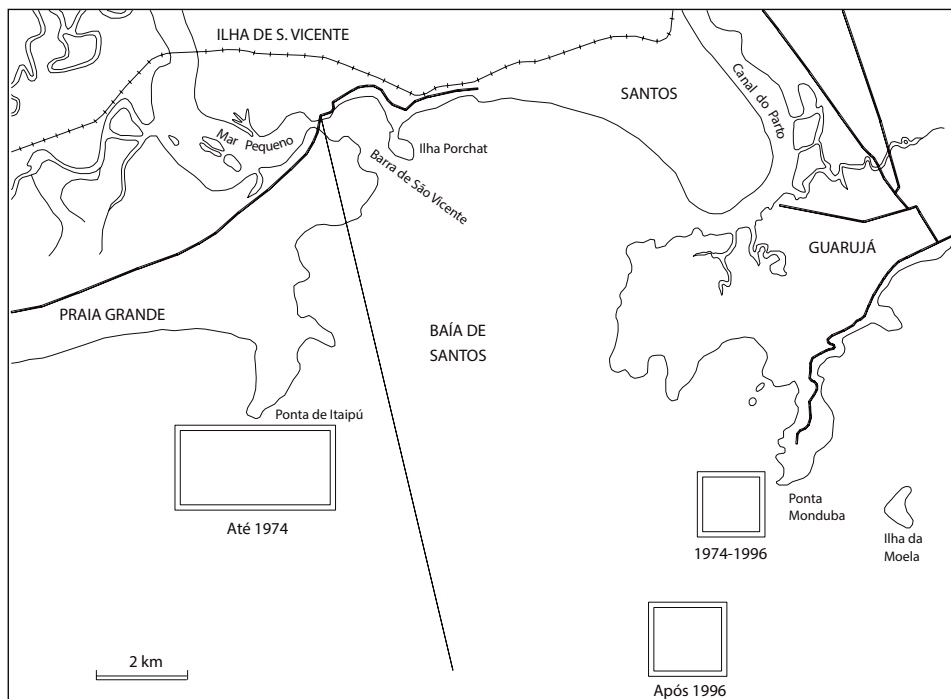 ILHA DE S. VICENTE
SANTOS
Canal do Parto
Mar Pequeno
Ilha Porchat
Barra de São Vicente
GUARUJÁ
PRAIA GRANDE
BAÍA DE
SANTOS
Ponta de Itaipú
Até 1974
Ponta
Monduba
Ilha da
Moela
1974-1996
2 km
Após 1996